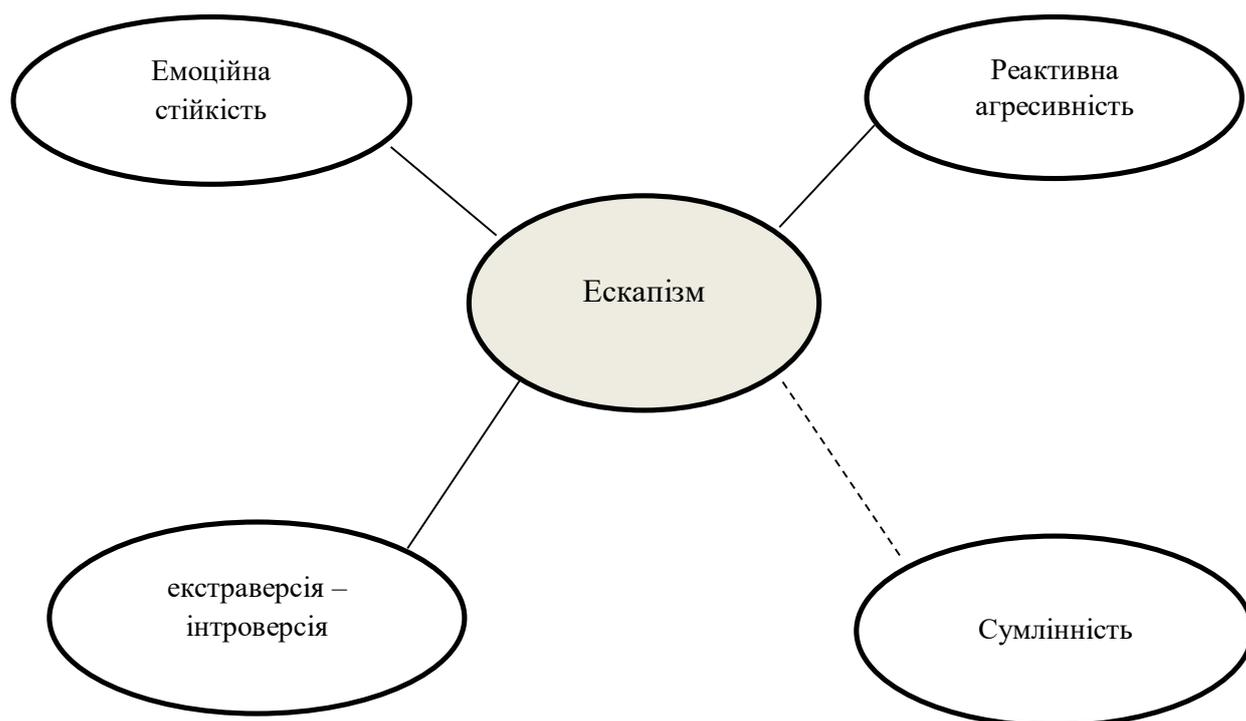 Емоційна
стійкість
Реактивна
агресивність
Ескапізм
екстраверсія –
інтроверсія
Сумлінність